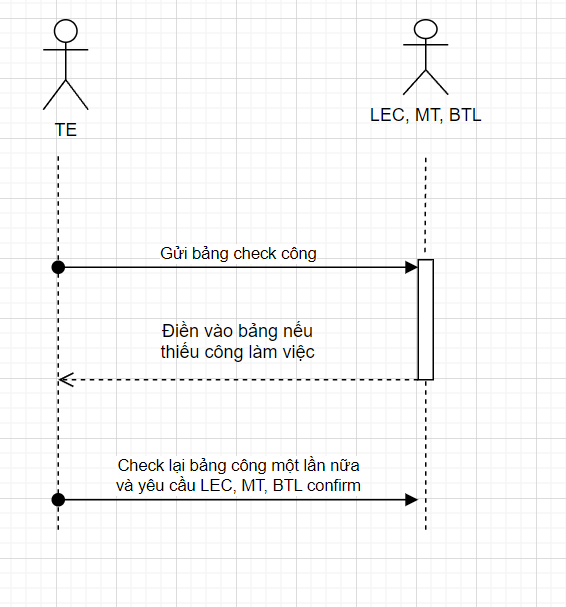 TE
LEC, MT, BTL
Gửi bảng check công
Điền vào bảng nếu
thiếu công làm việc
Check lại bảng công một lần nữa
và yêu cầu LEC, MT, BTL confirm